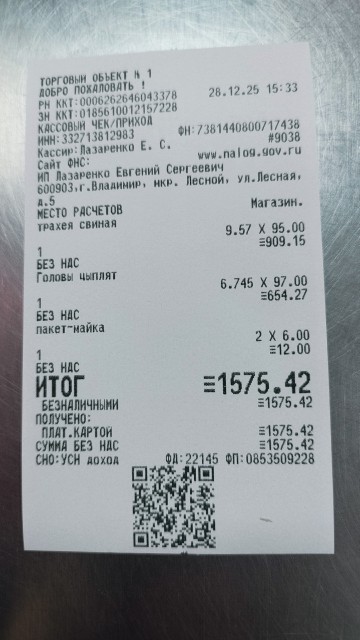 ТОРГОВЫЙ ОБЪЕКТ N 1
ДОБРО ПОЖАЛОВАТЬ !
РН ККТ:0006262646043378 28.12.25 15:33
ЗН ККТ:01856100121572​28
КАССОВЫЙ ЧЕК/ПРИХОД
ИНН:332713812983 ФН:7381440800717438
Кассир:Лазаренко Е. С. #9038
Сайт ФНС: www.nalog.gov.ru
ИП Лазаренко Евгений Сергеевич
600903,г.Владимир, мкр. Лесной, ул.Лесная,
д.5
МЕСТО РАСЧЕТОВ Магазин.
трахея свиная
9.57 X 95.00
1 ≡909.15
БЕЗ НДС
Головы цыплят
6.745 X 97.00
1 ≡654.27
БЕЗ НДС
пакет-майка
2 X 6.00
1 ≡12.00
БЕЗ НДС
ИТОГ ≡1575.42
БЕЗНАЛИЧНЫМИ ≡1575.42
ПОЛУЧЕНО:
ПЛАТ.КАРТОЙ ≡1575.42
СУММА БЕЗ НДС ≡1575.42
СНО:УСН доход ФД:22145 ФП:0853509228